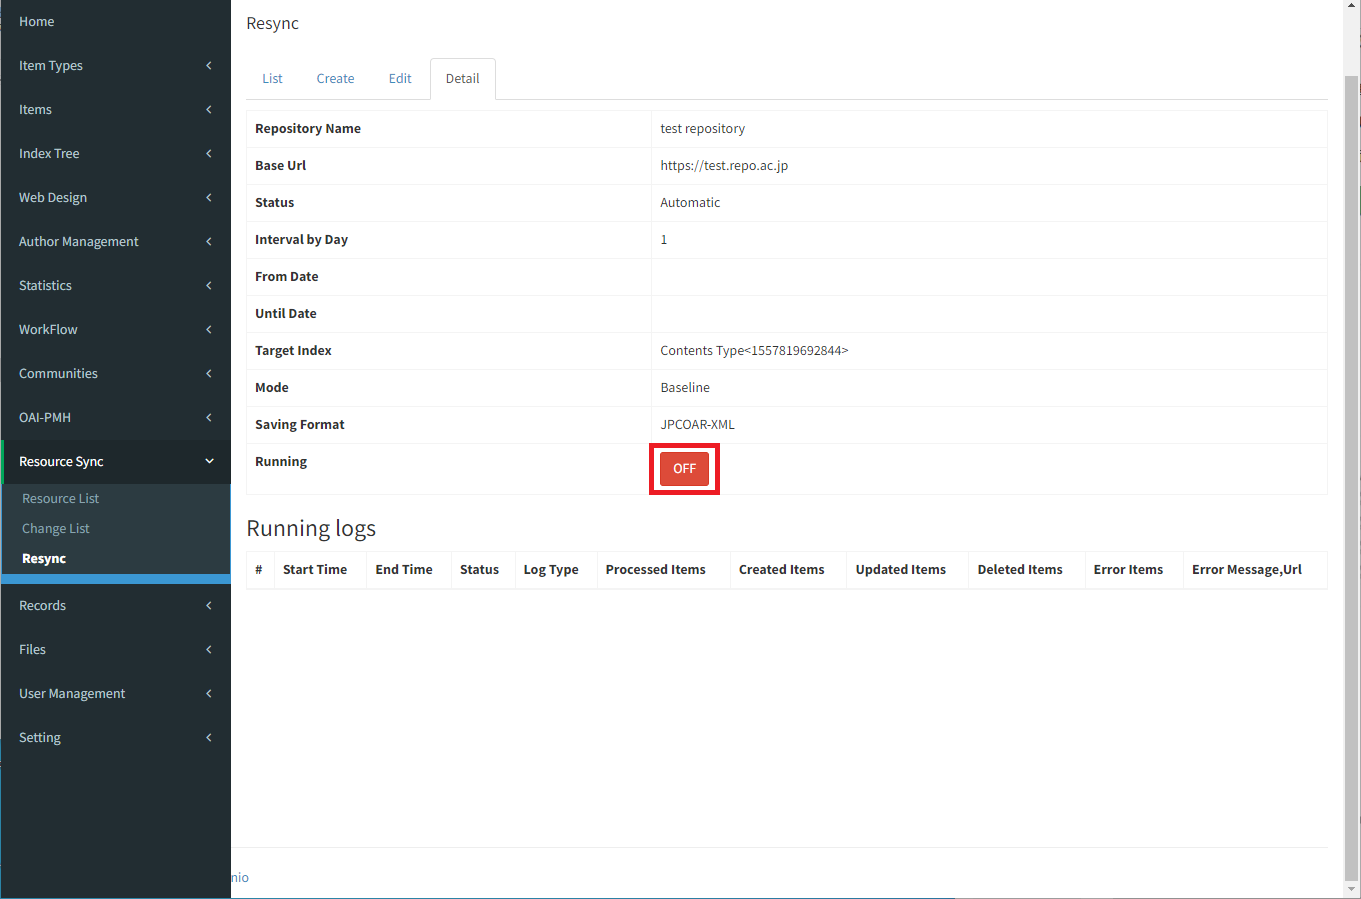 Home
Item Types
Items
Index Tree
Web Design
Author Management
Statistics
WorkFlow
Communities
OAI-PMH
Resource Sync
Resource List
Change List
Resync
Records
Files
User Management
Setting
Resync
List Create Edit Detail
Repository Name test repository
Base Url https://test.repo.ac.jp
Status Automatic
Interval by Day 1
From Date
Until Date
Target Index Contents Type<1557819692844>
Mode Baseline
Saving Format JPCOAR-XML
Running OFF
Running logs
# Start Time End Time Status Log Type Processed Items Created Items Updated Items Deleted Items Error Items Error Message,Url
nio